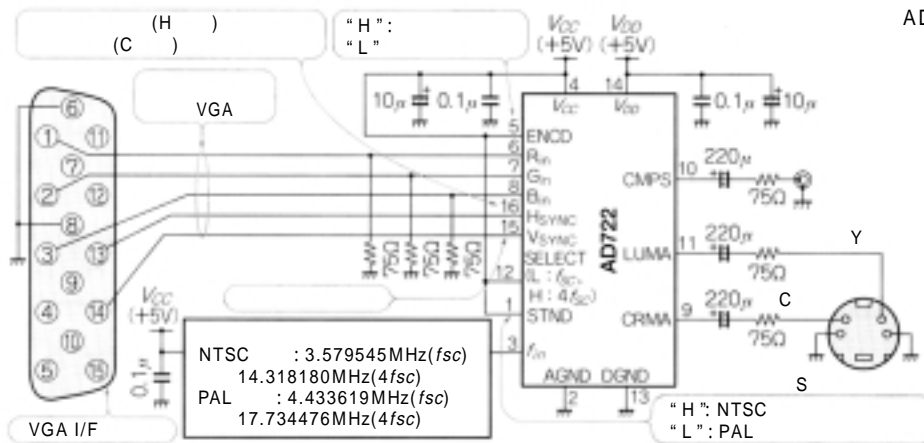 AD
(H )
(C )
"H":
"L"
VCC
(+5V)
VDD
(+5V)
VGA
10μ
0.1μ
4
14
VCC
VDD
0.1μ
10μ
5
ENCD
6
Rin
7
Gin
8
Bin
16
HSYNC
15
VSYNC
SELECT
12
(L : fSC,
H : 4fSC)
1
STND
3
fin
AD722
CMPS
10
220μ
75Ω
LUMA
11
220μ
75Ω
Y
CRMA
9
220μ
75Ω
C
S
AGND
2
DGND
13
75Ω
75Ω
75Ω
⑥
①
⑪
⑦
②
⑫
⑧
③
⑬
⑨
④
⑭
⑩
⑤
⑮
VCC
(+5V)
0.1μ
NTSC : 3.579545MHz(fsc)
14.318180MHz(4fsc)
PAL : 4.433619MHz(fsc)
17.734476MHz(4fsc)
VGA I/F
"H": NTSC
"L": PAL